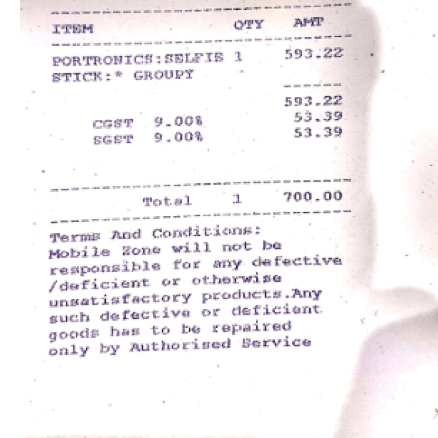 ITEM QTY AMT
PORTRONICS:SELFIE 1 593.22
STICK:* GROUPY
593.22
CGST 9.00% 53.39
SGST 9.00% 53.39
Total 1 700.00
Terms And Conditions:
Mobile Zone will not be
responsible for any defective
/deficient or otherwise
unsatisfactory products.Any
such defective or deficient
goods has to be repaired
only by Authorised Service